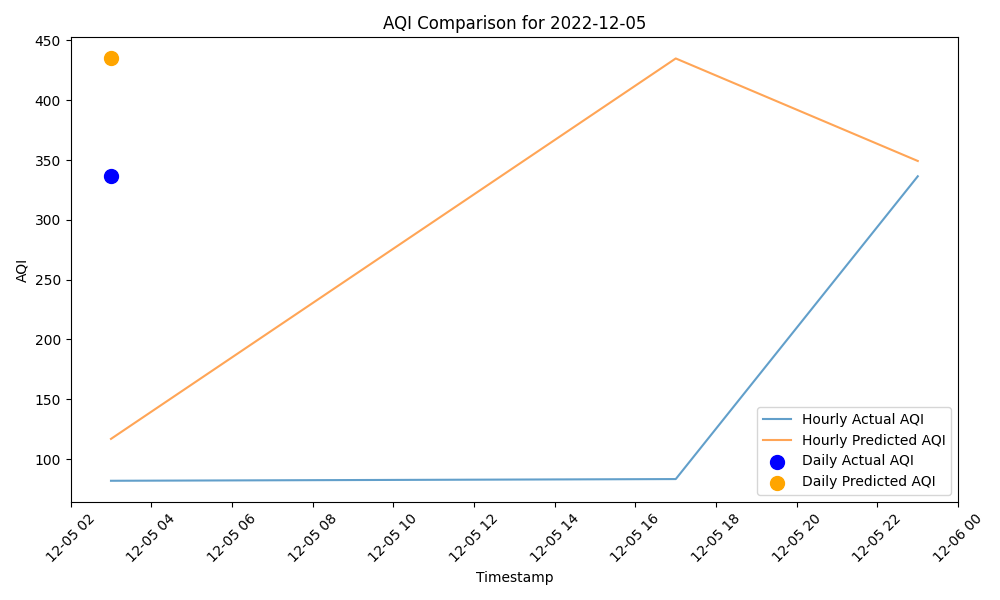 AQI Comparison for 2022-12-05
450
400
350
300
250
200
150
100
AQI
Hourly Actual AQI
Hourly Predicted AQI
Daily Actual AQI
Daily Predicted AQI
12-05 02
12-05 04
12-05 06
12-05 08
12-05 10
12-05 12
12-05 14
12-05 16
12-05 18
12-05 20
12-05 22
12-06 00
Timestamp